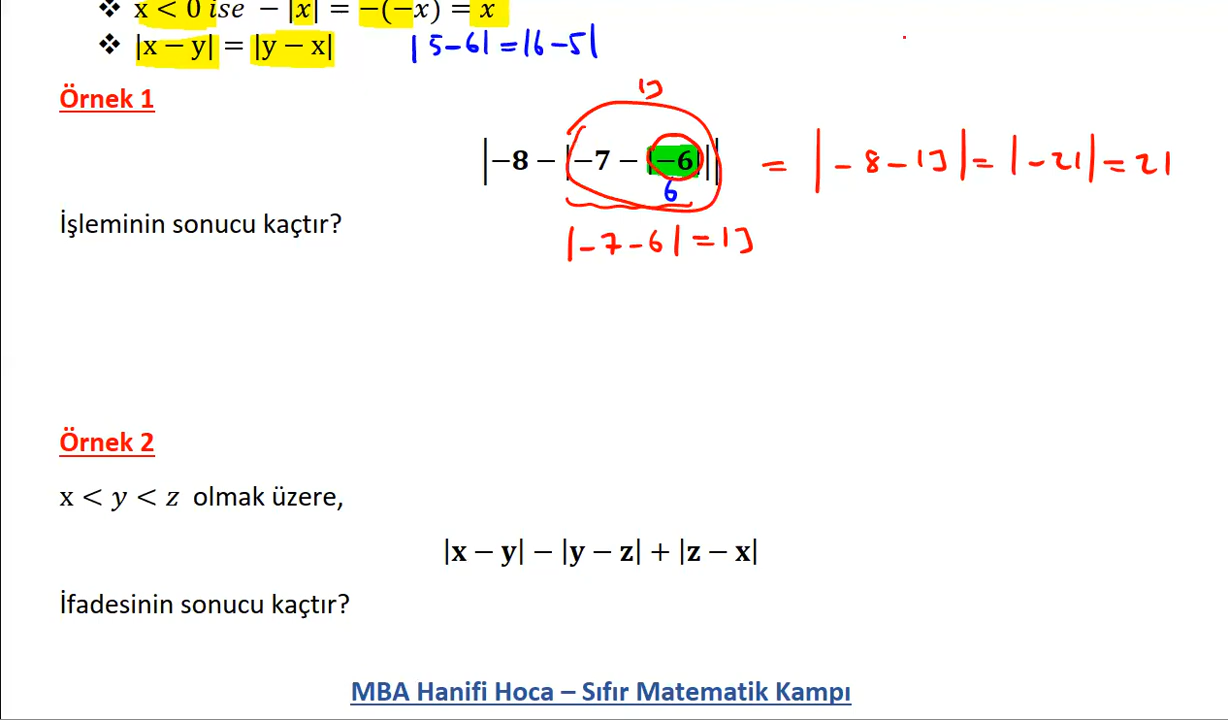 ❖ x < 0 ise − |x| = −(−x) = x
❖ |x − y| = |y − x| |5-6| = |6-5|
Örnek 1
13
|−8 − |−7 − |−6||| = |-8-13| = |-21| = 21
6
İşleminin sonucu kaçtır?
|-7-6| = 13
Örnek 2
x < y < z olmak üzere,
|x − y| − |y − z| + |z − x|
İfadesinin sonucu kaçtır?
MBA Hanifi Hoca – Sıfır Matematik Kampı